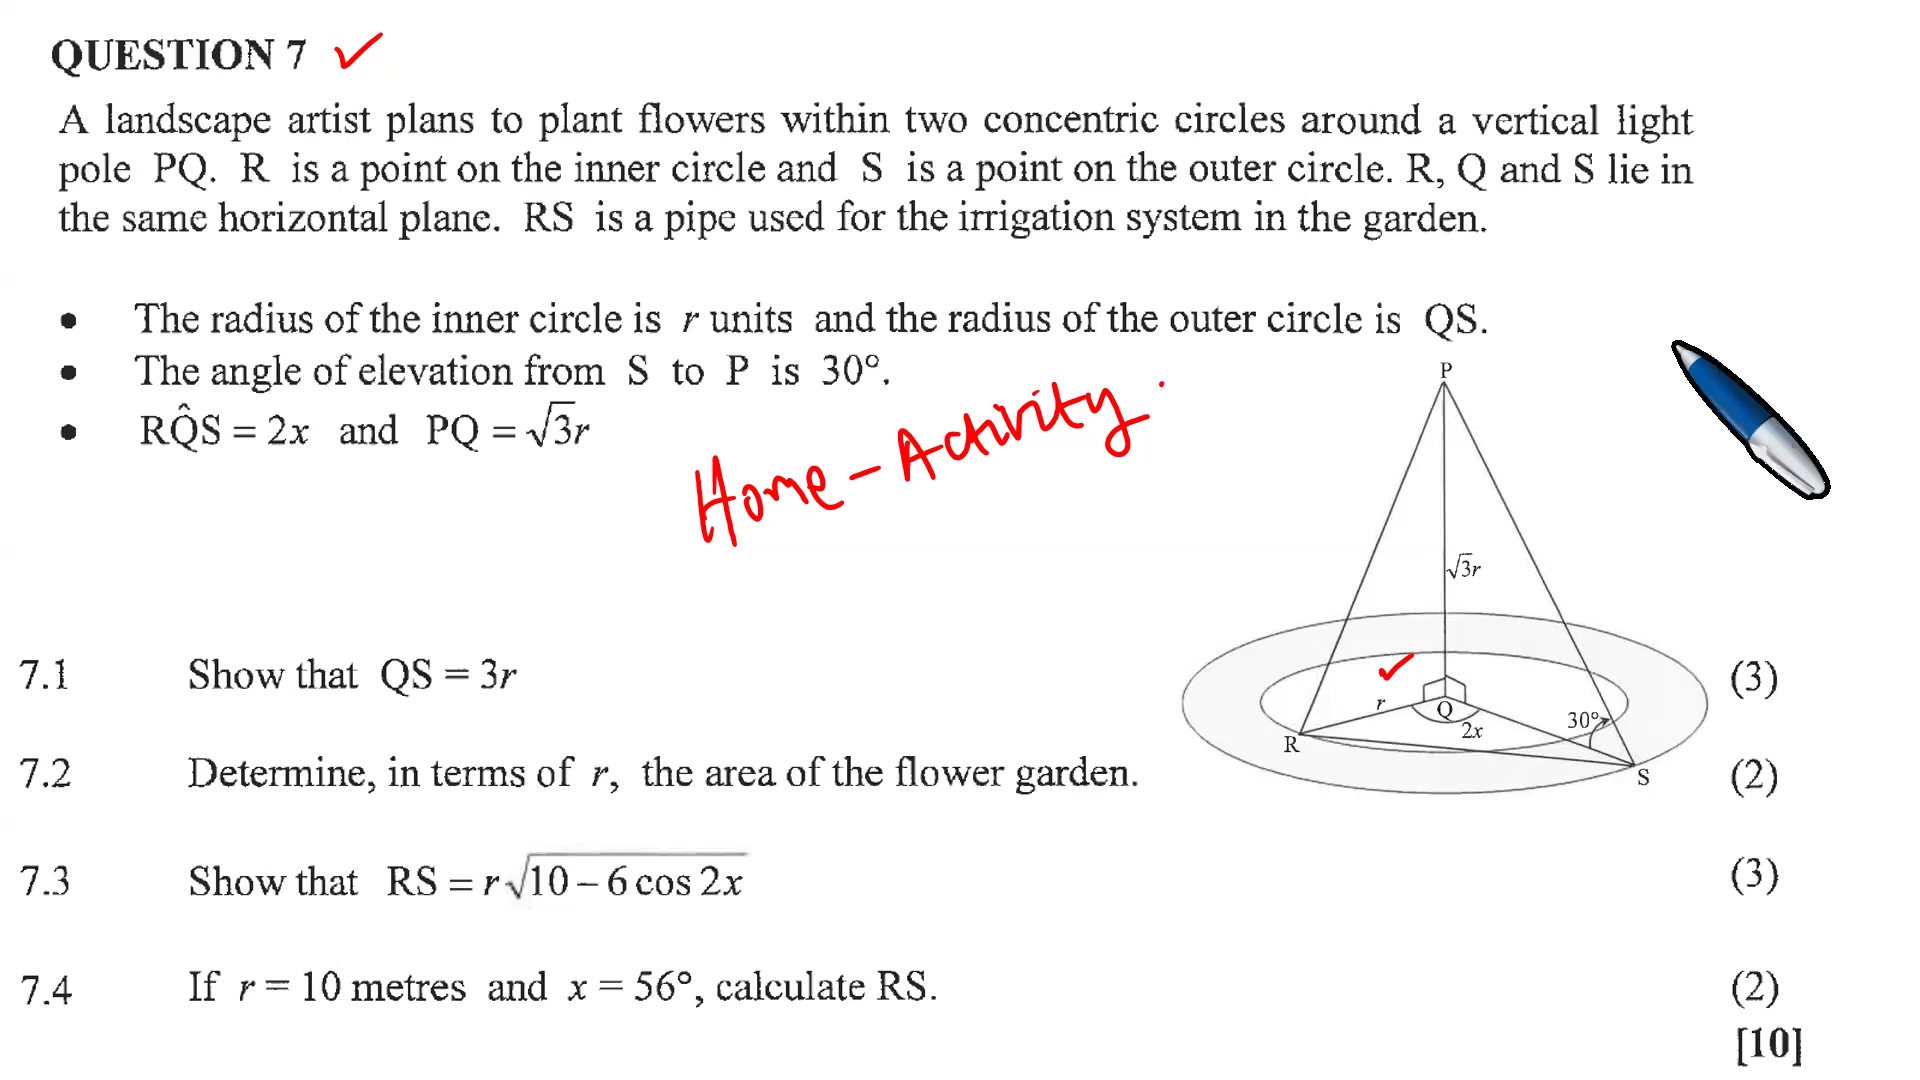 QUESTION 7
A landscape artist plans to plant flowers within two concentric circles around a vertical light
pole PQ. R is a point on the inner circle and S is a point on the outer circle. R, Q and S lie in
the same horizontal plane. RS is a pipe used for the irrigation system in the garden.
• The radius of the inner circle is r units and the radius of the outer circle is QS.
• The angle of elevation from S to P is 30°.
• RQ̂S = 2x and PQ = √3r
Home - Activity.
P
√3r
r
Q
2x
30°
R
S
7.1 Show that QS = 3r (3)
7.2 Determine, in terms of r, the area of the flower garden. (2)
7.3 Show that RS = r√(10 – 6 cos 2x) (3)
7.4 If r = 10 metres and x = 56°, calculate RS. (2)
[10]